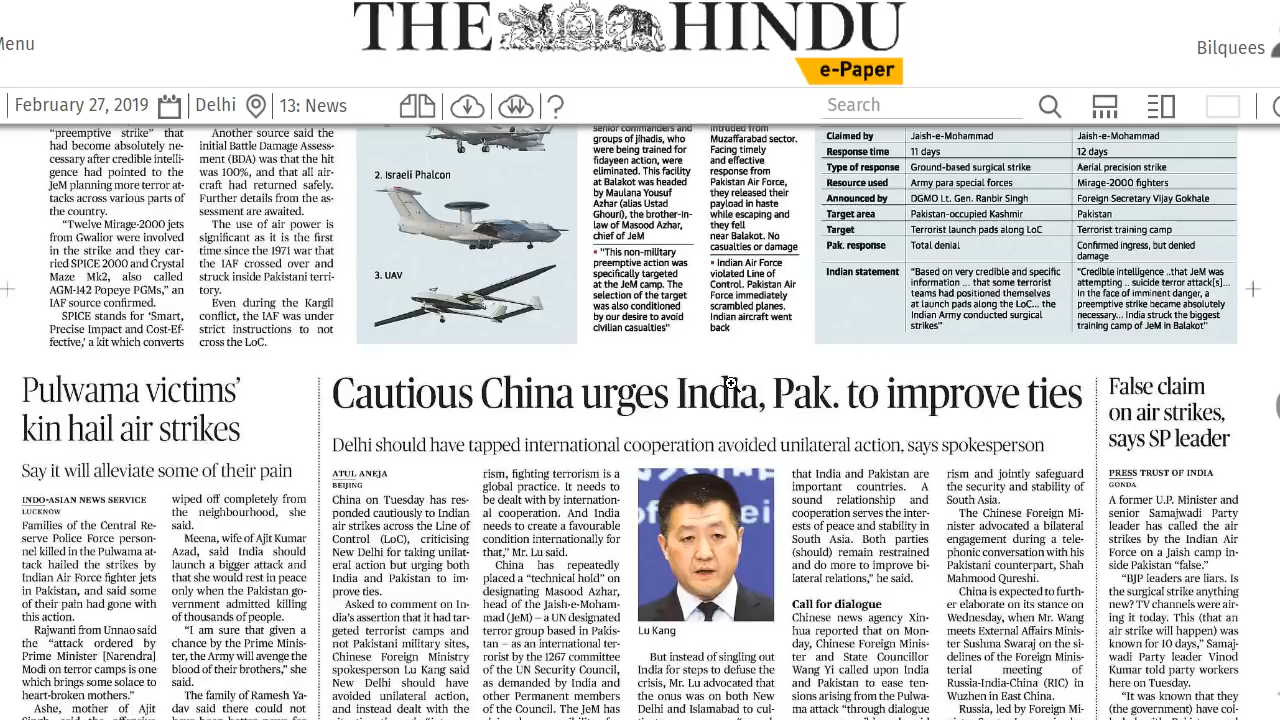 THE HINDU
e-Paper
Menu
Bilquees
February 27, 2019
Delhi
13: News
?
Search
"preemptive strike" that
had become absolutely ne-
cessary after credible intelli-
gence had pointed to the
JeM planning more terror at-
tacks across various parts of
the country.
"Twelve Mirage-2000 jets
from Gwalior were involved
in the strike and they car-
ried SPICE 2000 and Crystal
Maze Mk2, also called
AGM-142 Popeye PGMs," an
IAF source confirmed.
SPICE stands for 'Smart,
Precise Impact and Cost-Ef-
fective,' a kit which converts
Another source said the
initial Battle Damage Assess-
ment (BDA) was that the hit
was 100%, and that all air-
craft had returned safely.
Further details from the as-
sessment are awaited.
The use of air power is
significant as it is the first
time since the 1971 war that
the IAF crossed over and
struck inside Pakistani terri-
tory.
Even during the Kargil
conflict, the IAF was under
strict instructions to not
cross the LoC.
2. Israeli Phalcon
3. UAV
senior commanders and
groups of jihadis, who
were being trained for
fidayeen action, were
eliminated. This facility
at Balakot was headed
by Maulana Yousuf
Azhar (alias Ustad
Ghouri), the brother-in-
law of Masood Azhar,
chief of JeM
▪ "This non-military
preemptive action was
specifically targeted
at the JeM camp. The
selection of the target
was also conditioned
by our desire to avoid
civilian casualties"
intruded from
Muzaffarabad sector.
Facing timely
and effective
response from
Pakistan Air Force,
they released their
payload in haste
while escaping and
they fell
near Balakot. No
casualties or damage
▪ Indian Air Force
violated Line of
Control. Pakistan Air
Force immediately
scrambled planes.
Indian aircraft went
back
Claimed by Jaish-e-Mohammad Jaish-e-Mohammad
Response time 11 days 12 days
Type of response Ground-based surgical strike Aerial precision strike
Resource used Army para special forces Mirage-2000 fighters
Announced by DGMO Lt. Gen. Ranbir Singh Foreign Secretary Vijay Gokhale
Target area Pakistan-occupied Kashmir Pakistan
Target Terrorist launch pads along LoC Terrorist training camp
Pak. response Total denial Confirmed ingress, but denied
damage
Indian statement "Based on very credible and specific
information ... that some terrorist
teams had positioned themselves
at launch pads along the LoC... the
Indian Army conducted surgical
strikes"
"Credible intelligence ..that JeM was
attempting .. suicide terror attack[s]...
In the face of imminent danger, a
preemptive strike became absolutely
necessary... India struck the biggest
training camp of JeM in Balakot"
Pulwama victims'
kin hail air strikes
Say it will alleviate some of their pain
INDO-ASIAN NEWS SERVICE
LUCKNOW
Families of the Central Re-
serve Police Force person-
nel killed in the Pulwama at-
tack hailed the strikes by
Indian Air Force fighter jets
in Pakistan, and said some
of their pain had gone with
this action.
Rajwanti from Unnao said
the "attack ordered by
Prime Minister [Narendra]
Modi on terror camps is one
which brings some solace to
heart-broken mothers."
Ashe, mother of Ajit
wiped off completely from
the neighbourhood, she
said.
Meena, wife of Ajit Kumar
Azad, said India should
launch a bigger attack and
that she would rest in peace
only when the Pakistan go-
vernment admitted killing
of thousands of people.
"I am sure that given a
chance by the Prime Minis-
ter, the Army will avenge the
blood of their brothers," she
said.
The family of Ramesh Ya-
dav said there could not
Cautious China urges India, Pak. to improve ties
Delhi should have tapped international cooperation avoided unilateral action, says spokesperson
ATUL ANEJA
BEIJING
China on Tuesday has res-
ponded cautiously to Indian
air strikes across the Line of
Control (LoC), criticising
New Delhi for taking unilat-
eral action but urging both
India and Pakistan to im-
prove ties.
Asked to comment on In-
dia's assertion that it had tar-
geted terrorist camps and
not Pakistani military sites,
Chinese Foreign Ministry
spokesperson Lu Kang said
New Delhi should have
avoided unilateral action,
and instead dealt with the
rism, fighting terrorism is a
global practice. It needs to
be dealt with by internation-
al cooperation. And India
needs to create a favourable
condition internationally for
that," Mr. Lu said.
China has repeatedly
placed a "technical hold" on
designating Masood Azhar,
head of the Jaish-e-Moham-
mad (JeM) – a UN designated
terror group based in Pakis-
tan – as an international ter-
rorist by the 1267 committee
of the UN Security Council,
as demanded by India and
other Permanent members
of the UNSC. The JeM has
Lu Kang
But instead of singling out
India for steps to defuse the
crisis, Mr. Lu advocated that
the onus was on both New
Delhi and Islamabad to cul-
that India and Pakistan are
important countries. A
sound relationship and
cooperation serves the inter-
ests of peace and stability in
South Asia. Both parties
(should) remain restrained
and do more to improve bi-
lateral relations," he said.
Call for dialogue
Chinese news agency Xin-
hua reported that on Mon-
day, Chinese Foreign Minis-
ter and State Councillor
Wang Yi called upon India
and Pakistan to ease ten-
sions arising from the Pulwa-
ma attack "through dialogue
rism and jointly safeguard
the security and stability of
South Asia.
The Chinese Foreign Mi-
nister advocated a bilateral
engagement during a tele-
phonic conversation with his
Pakistani counterpart, Shah
Mahmood Qureshi.
China is expected to furth-
er elaborate on its stance on
Wednesday, when Mr. Wang
meets External Affairs Minis-
ter Sushma Swaraj on the si-
delines of the Foreign Minis-
terial meeting of
Russia-India-China (RIC) in
Wuzhen in East China.
Russia, led by Foreign Mi-
False claim
on air strikes,
says SP leader
PRESS TRUST OF INDIA
GONDA
A former U.P. Minister and
senior Samajwadi Party
leader has called the air
strikes by the Indian Air
Force on a Jaish camp in-
side Pakistan "false."
"BJP leaders are liars. Is
the surgical strike anything
new? TV channels were air-
ing it today. This (that an
air strike will happen) was
known for 10 days," Samaj-
wadi Party leader Vinod
Kumar told party workers
here on Tuesday.
"It was known that they
(the government) have col-